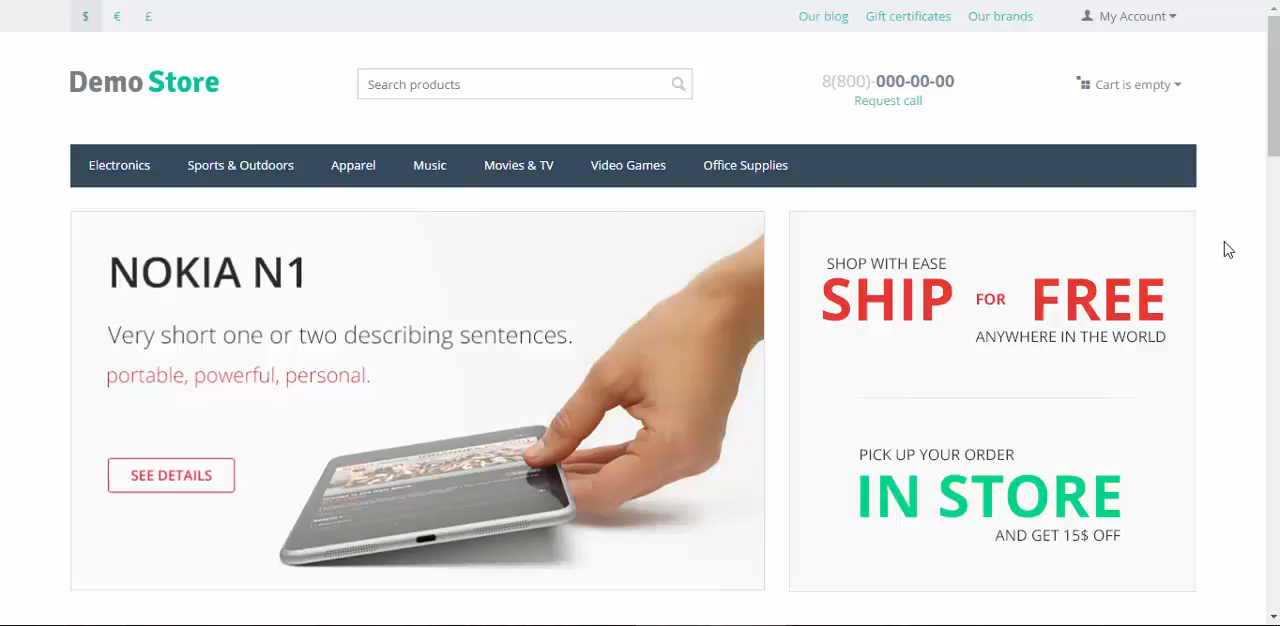 $ € £ Our blog Gift certificates Our brands My Account
Demo Store Search products 8(800)-000-00-00 Cart is empty
Request call
Electronics Sports & Outdoors Apparel Music Movies & TV Video Games Office Supplies
NOKIA N1
Very short one or two describing sentences.
portable, powerful, personal.
SEE DETAILS
SHOP WITH EASE
SHIP FOR FREE
ANYWHERE IN THE WORLD
PICK UP YOUR ORDER
IN STORE
AND GET 15$ OFF